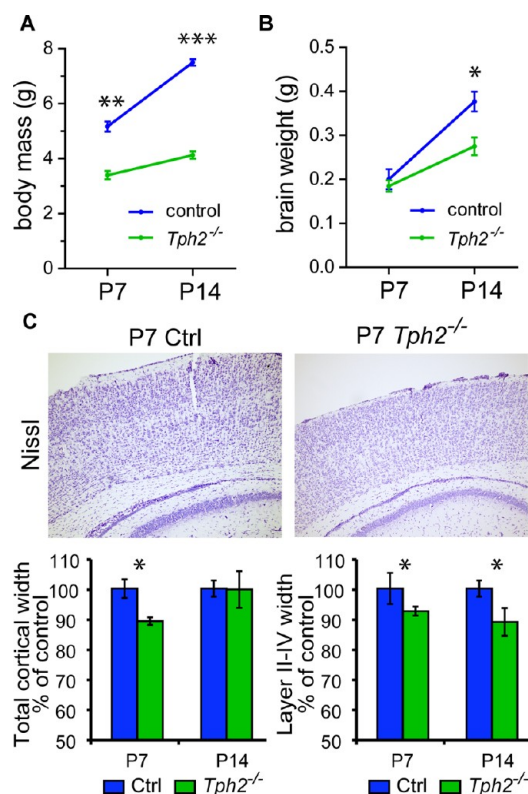 A
body mass (g)
8
6
4
2
0
**
***
control
Tph2-/-
P7
P14
B
brain weight (g)
0.5
0.4
0.3
0.2
0.1
0.0
*
control
Tph2-/-
P7
P14
C
P7 Ctrl
P7 Tph2-/-
Nissl
Total cortical width
% of control
110
100
90
80
70
60
50
*
P7
P14
Ctrl
Tph2-/-
Layer II-IV width
% of control
110
100
90
80
70
60
50
*
*
P7
P14
Ctrl
Tph2-/-